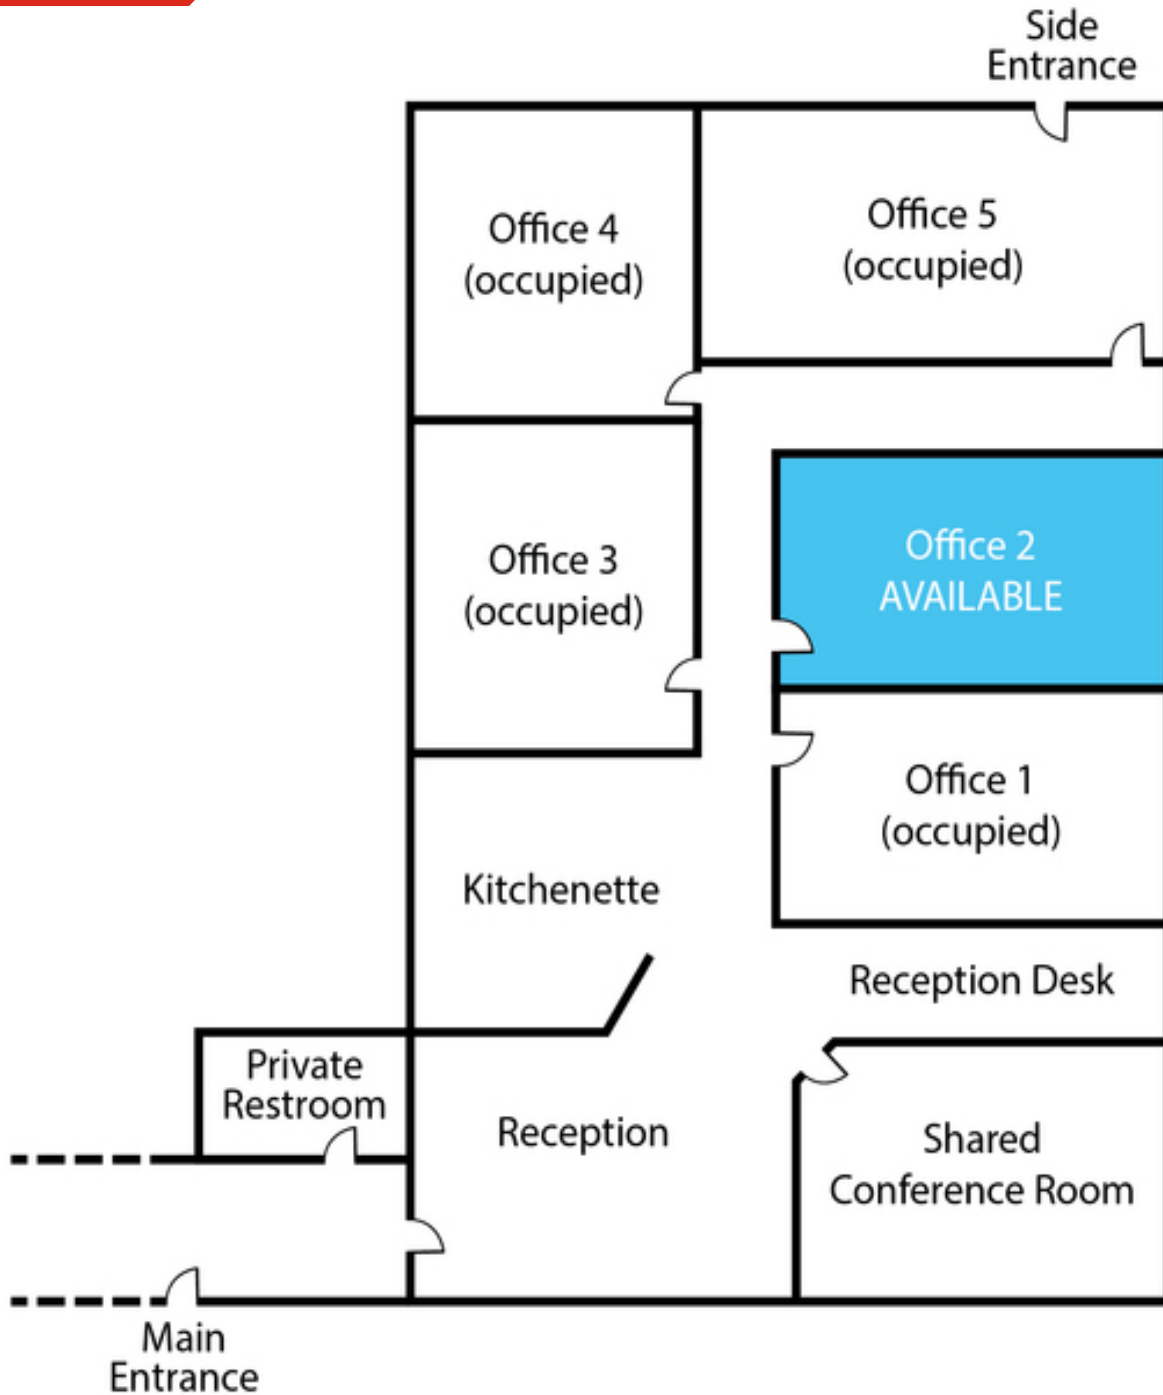 Side
Entrance
Office 4
(occupied)
Office 5
(occupied)
Office 2
AVAILABLE
Office 3
(occupied)
Office 1
(occupied)
Kitchenette
Reception Desk
Private
Restroom
Reception
Shared
Conference Room
Main
Entrance